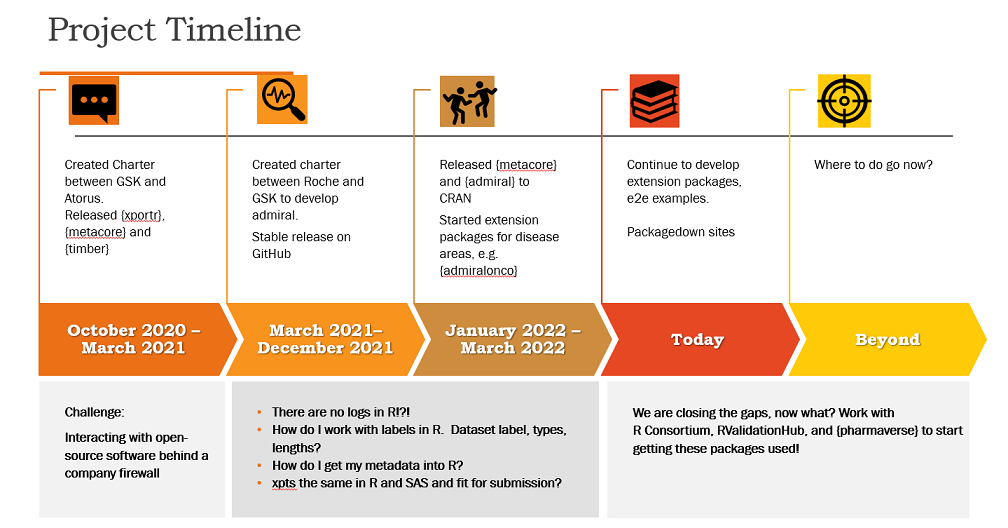 Project Timeline
Created Charter
between GSK and
Atorus.
Released {xportr},
{metacore} and
{timber}
Created charter
between Roche and
GSK to develop
admiral.
Stable release on
GitHub
Released {metacore}
and {admiral} to
CRAN
Started extension
packages for disease
areas, e.g.
{admiralonco}
Continue to develop
extension packages,
e2e examples.
Packagedown sites
Where to do go now?
October 2020 –
March 2021
March 2021–
December 2021
January 2022 –
March 2022
Today
Beyond
Challenge:
Interacting with open-
source software behind a
company firewall
• There are no logs in R!?!
• How do I work with labels in R.  Dataset label, types,
lengths?
• How do I get my metadata into R?
• xpts the same in R and SAS and fit for submission?
We are closing the gaps, now what? Work with
R Consortium, RValidationHub, and {pharmaverse} to start
getting these packages used!